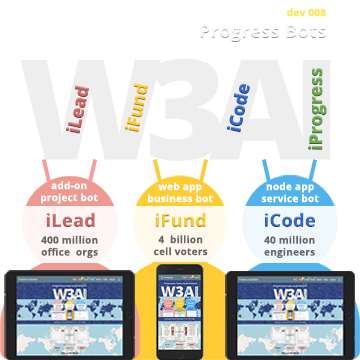 dev 008
Progress Bots
W3AI
iLead
iFund
iCode
iProgress
add-on
project bot
iLead
400 million
office orgs
web app
business bot
iFund
4 billion
cell voters
node app
service bot
iCode
40 million
engineers
W3AI
W3AI
W3AI